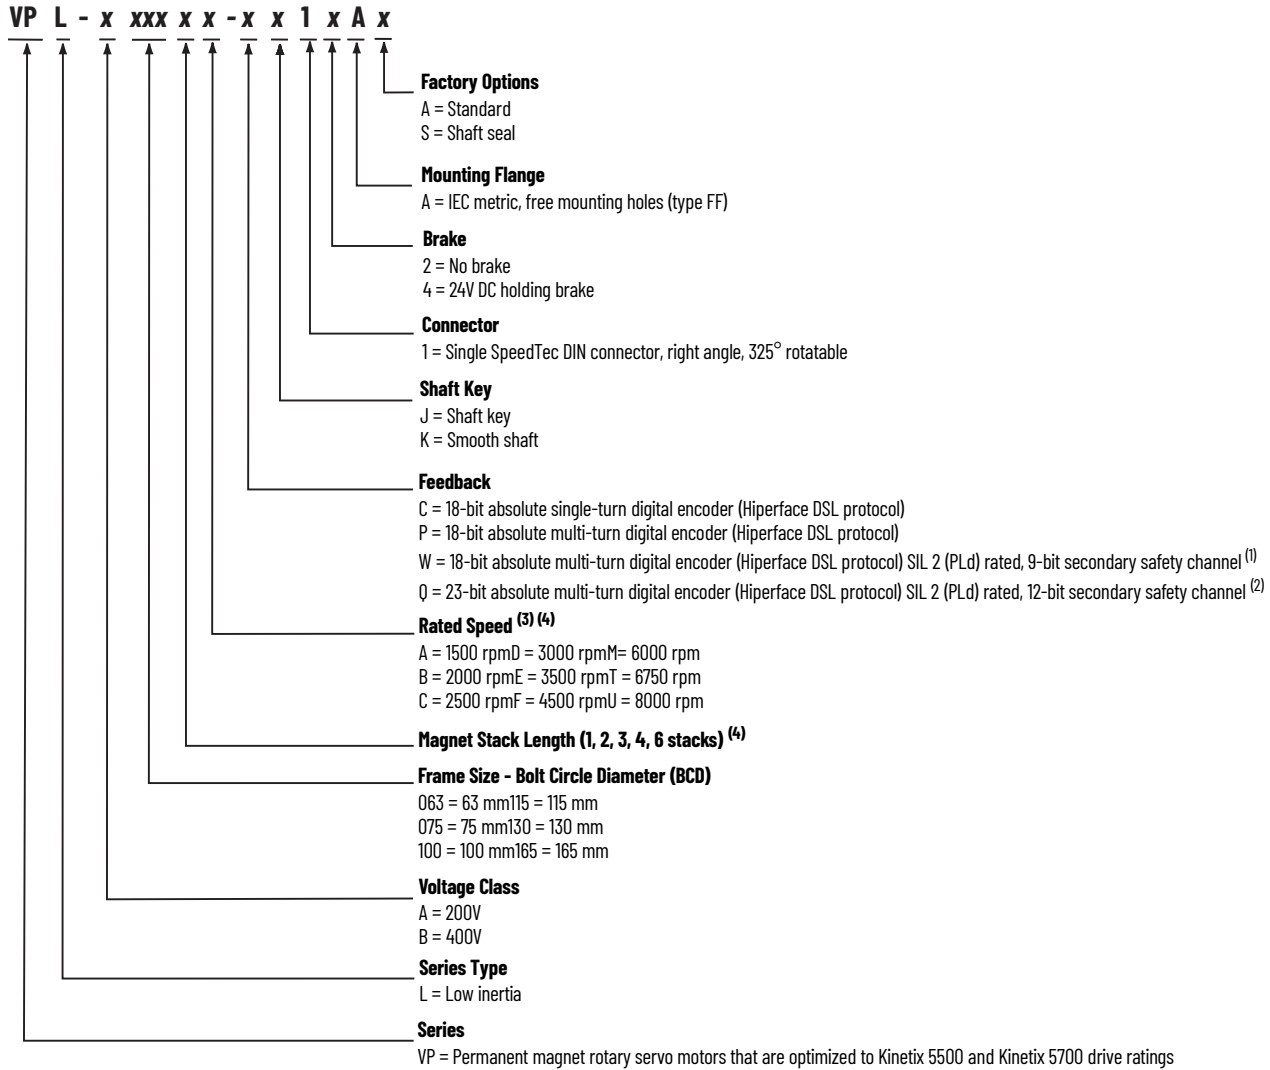 VP L - x xxx x x - x x 1 x A x
Factory Options
A = Standard
S = Shaft seal
Mounting Flange
A = IEC metric, free mounting holes (type FF)
Brake
2 = No brake
4 = 24V DC holding brake
Connector
1 = Single SpeedTec DIN connector, right angle, 325° rotatable
Shaft Key
J = Shaft key
K = Smooth shaft
Feedback
C = 18-bit absolute single-turn digital encoder (Hiperface DSL protocol)
P = 18-bit absolute multi-turn digital encoder (Hiperface DSL protocol)
W = 18-bit absolute multi-turn digital encoder (Hiperface DSL protocol) SIL 2 (PLd) rated, 9-bit secondary safety channel (1)
Q = 23-bit absolute multi-turn digital encoder (Hiperface DSL protocol) SIL 2 (PLd) rated, 12-bit secondary safety channel (2)
Rated Speed (3) (4)
A = 1500 rpmD = 3000 rpmM= 6000 rpm
B = 2000 rpmE = 3500 rpmT = 6750 rpm
C = 2500 rpmF = 4500 rpmU = 8000 rpm
Magnet Stack Length (1, 2, 3, 4, 6 stacks) (4)
Frame Size - Bolt Circle Diameter (BCD)
063 = 63 mm115 = 115 mm
075 = 75 mm130 = 130 mm
100 = 100 mm165 = 165 mm
Voltage Class
A = 200V
B = 400V
Series Type
L = Low inertia
Series
VP = Permanent magnet rotary servo motors that are optimized to Kinetix 5500 and Kinetix 5700 drive ratings